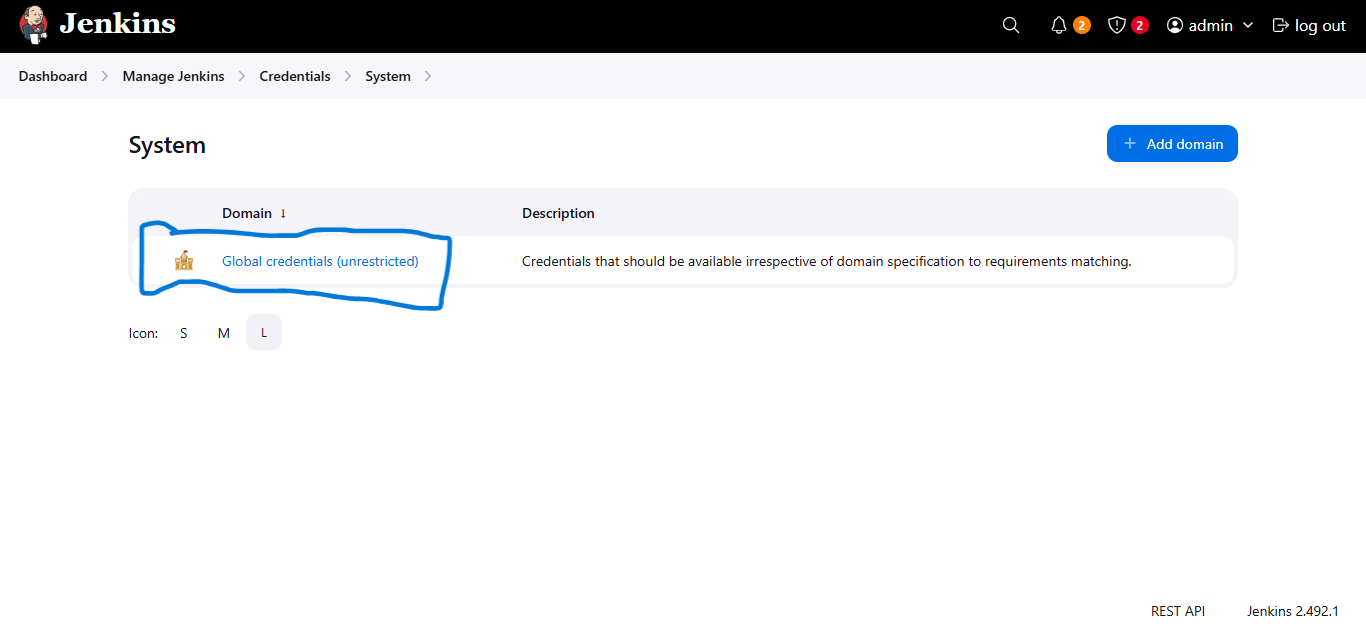 Jenkins
2 2 admin log out
Dashboard Manage Jenkins Credentials System
System
+ Add domain
Domain ↓ Description
Global credentials (unrestricted) Credentials that should be available irrespective of domain specification to requirements matching.
Icon: S M L
REST API Jenkins 2.492.1